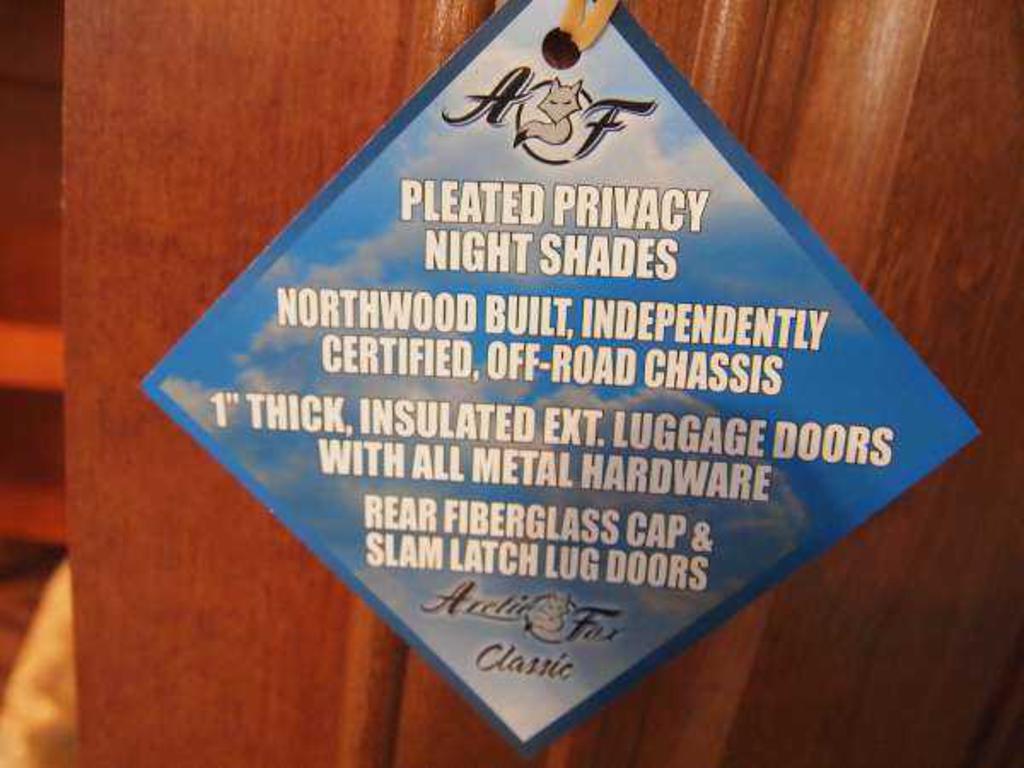 A F
PLEATED PRIVACY
NIGHT SHADES
NORTHWOOD BUILT, INDEPENDENTLY
CERTIFIED, OFF-ROAD CHASSIS
1" THICK, INSULATED EXT. LUGGAGE DOORS
WITH ALL METAL HARDWARE
REAR FIBERGLASS CAP &
SLAM LATCH LUG DOORS
Arctic Fox
Classic